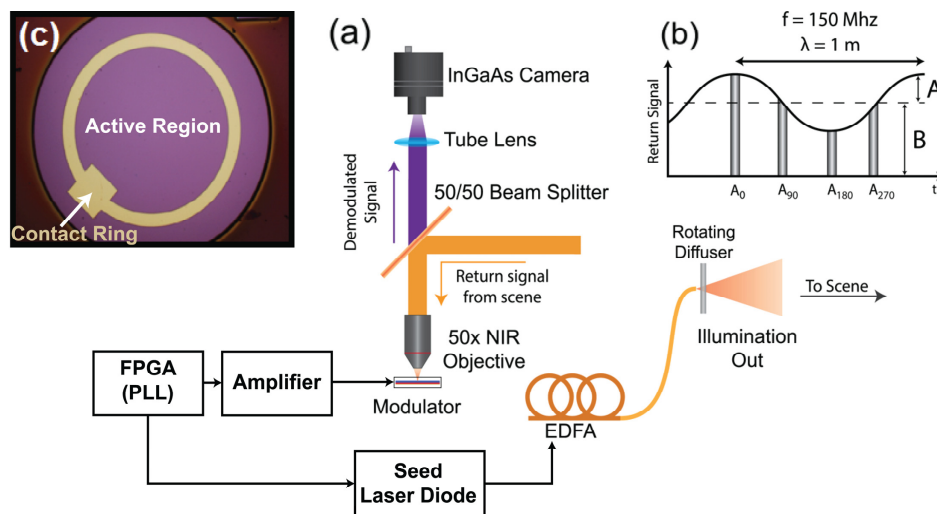 (c)
Active Region
Contact Ring
(a)
InGaAs Camera
Tube Lens
50/50 Beam Splitter
Demodulated
Signal
Return signal
from scene
50x NIR
Objective
Modulator
FPGA
(PLL)
Amplifier
Seed
Laser Diode
EDFA
(b)
f = 150 Mhz
λ = 1 m
Return Signal
A
B
A₀
A₉₀
A₁₈₀
A₂₇₀
t
Rotating
Diffuser
To Scene
Illumination
Out